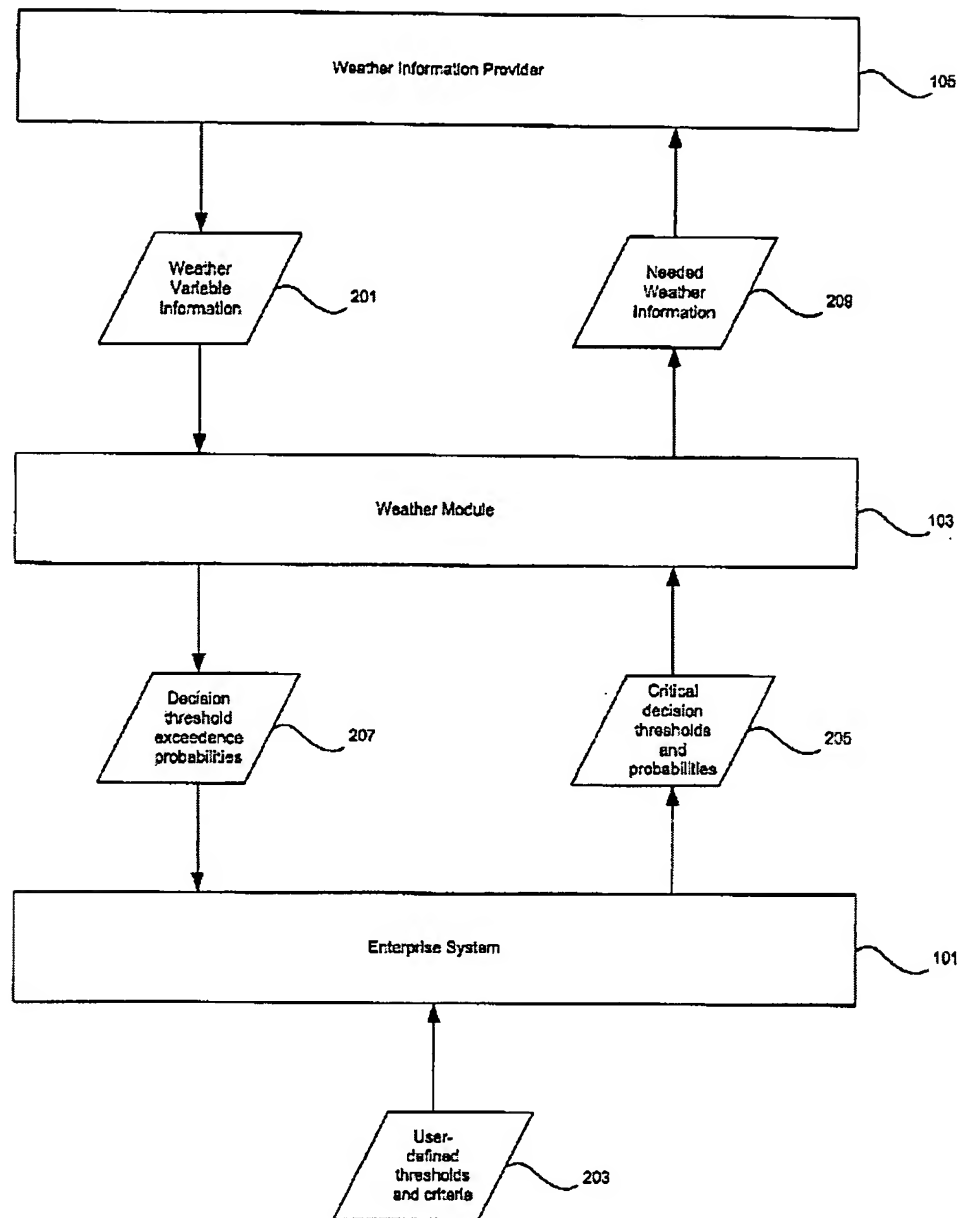 Weather Information Provider
105
Weather
Variable
Information
201
Needed
Weather
Information
209
Weather Module
103
Decision
threshold
exceedence
probabilities
207
Critical
decision
thresholds
and
probabilities
205
Enterprise System
101
User-
defined
thresholds
and criteria
203